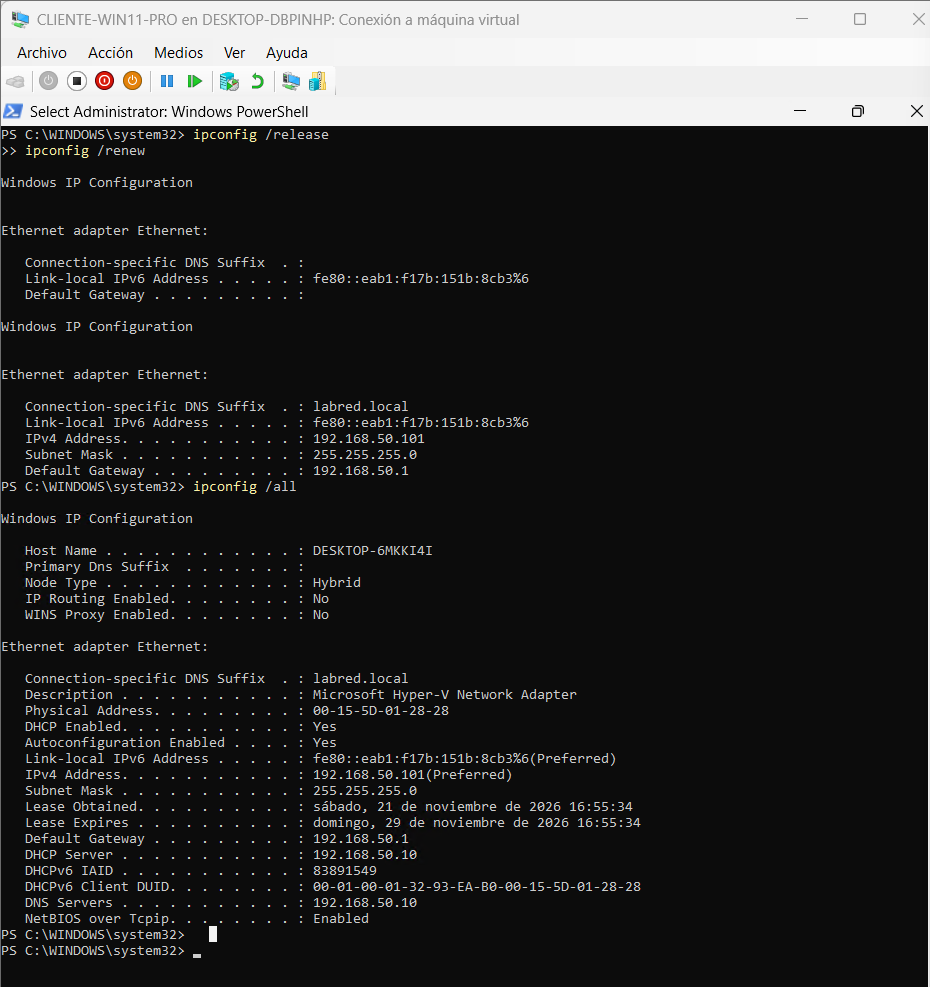 CLIENTE-WIN11-PRO en DESKTOP-DBPINHP: Conexión a máquina virtual
Archivo Acción Medios Ver Ayuda
Select Administrator: Windows PowerShell
PS C:\WINDOWS\system32> ipconfig /release
>> ipconfig /renew
Windows IP Configuration
Ethernet adapter Ethernet:
Connection-specific DNS Suffix  . :
Link-local IPv6 Address . . . . . : fe80::eab1:f17b:151b:8cb3%6
Default Gateway . . . . . . . . . :
Windows IP Configuration
Ethernet adapter Ethernet:
Connection-specific DNS Suffix  . : labred.local
Link-local IPv6 Address . . . . . : fe80::eab1:f17b:151b:8cb3%6
IPv4 Address. . . . . . . . . . . : 192.168.50.101
Subnet Mask . . . . . . . . . . . : 255.255.255.0
Default Gateway . . . . . . . . . : 192.168.50.1
PS C:\WINDOWS\system32> ipconfig /all
Windows IP Configuration
Host Name . . . . . . . . . . . . : DESKTOP-6MKKI4I
Primary Dns Suffix  . . . . . . . :
Node Type . . . . . . . . . . . . : Hybrid
IP Routing Enabled. . . . . . . . : No
WINS Proxy Enabled. . . . . . . . : No
Ethernet adapter Ethernet:
Connection-specific DNS Suffix  . : labred.local
Description . . . . . . . . . . . : Microsoft Hyper-V Network Adapter
Physical Address. . . . . . . . . : 00-15-5D-01-28-28
DHCP Enabled. . . . . . . . . . . : Yes
Autoconfiguration Enabled . . . . : Yes
Link-local IPv6 Address . . . . . : fe80::eab1:f17b:151b:8cb3%6(Preferred)
IPv4 Address. . . . . . . . . . . : 192.168.50.101(Preferred)
Subnet Mask . . . . . . . . . . . : 255.255.255.0
Lease Obtained. . . . . . . . . . : sábado, 21 de noviembre de 2026 16:55:34
Lease Expires . . . . . . . . . . : domingo, 29 de noviembre de 2026 16:55:34
Default Gateway . . . . . . . . . : 192.168.50.1
DHCP Server . . . . . . . . . . . : 192.168.50.10
DHCPv6 IAID . . . . . . . . . . . : 83891549
DHCPv6 Client DUID. . . . . . . . : 00-01-00-01-32-93-EA-B0-00-15-5D-01-28-28
DNS Servers . . . . . . . . . . . : 192.168.50.10
NetBIOS over Tcpip. . . . . . . . : Enabled
PS C:\WINDOWS\system32>
PS C:\WINDOWS\system32> _